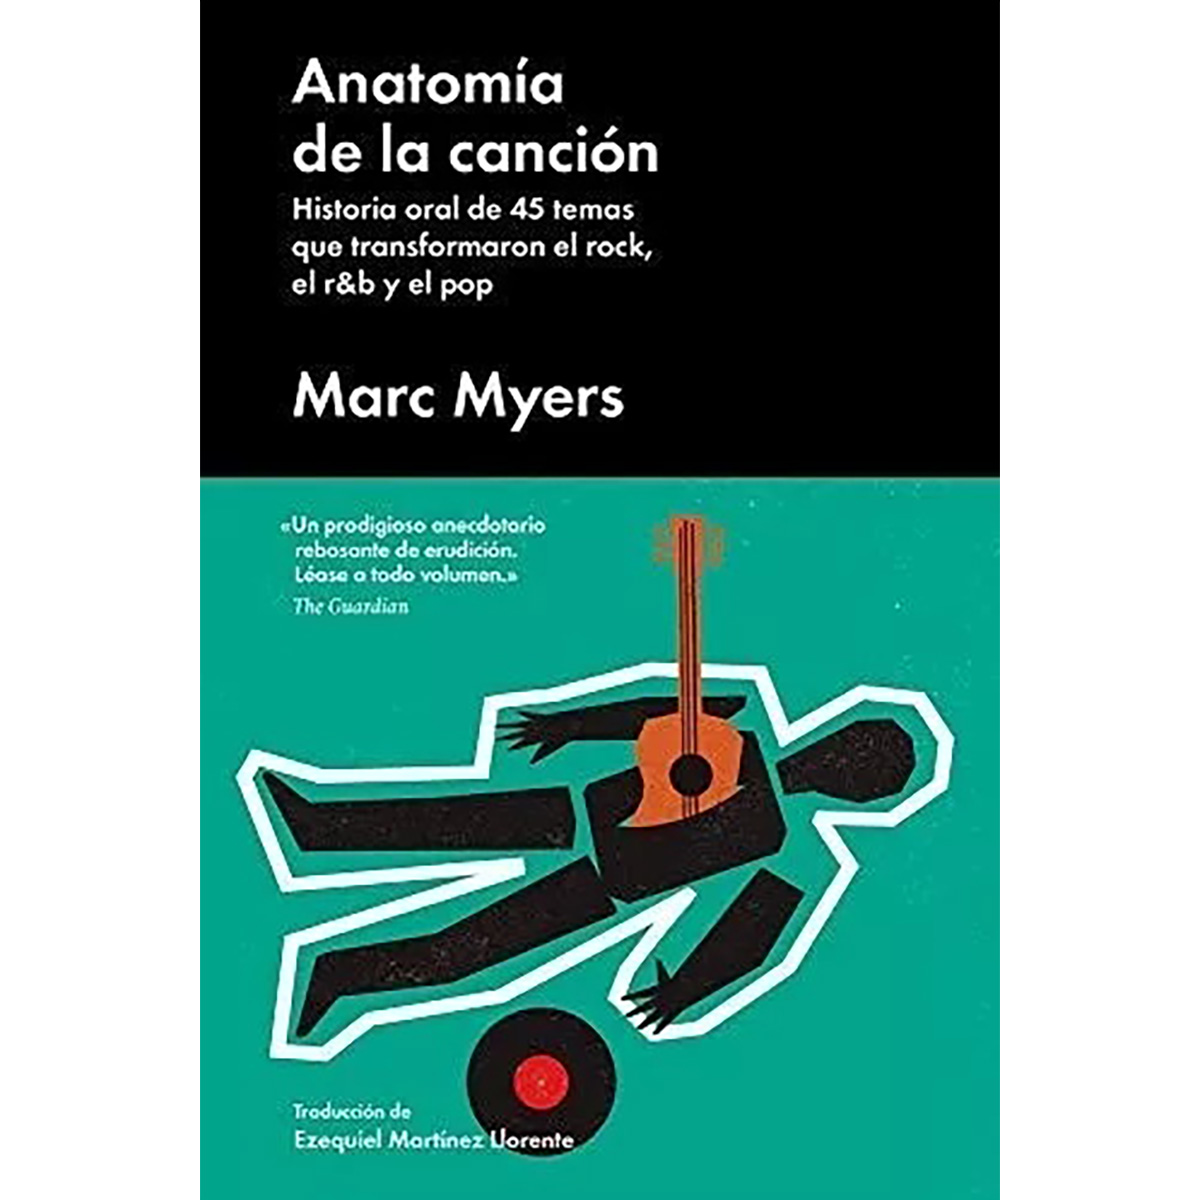 Anatomía
de la canción
Historia oral de 45 temas
que transformaron el rock,
el r&b y el pop
Marc Myers
«Un prodigioso anecdotario
rebosante de erudición.
Léase a todo volumen.»
The Guardian
Traducción de
Ezequiel Martínez Llorente